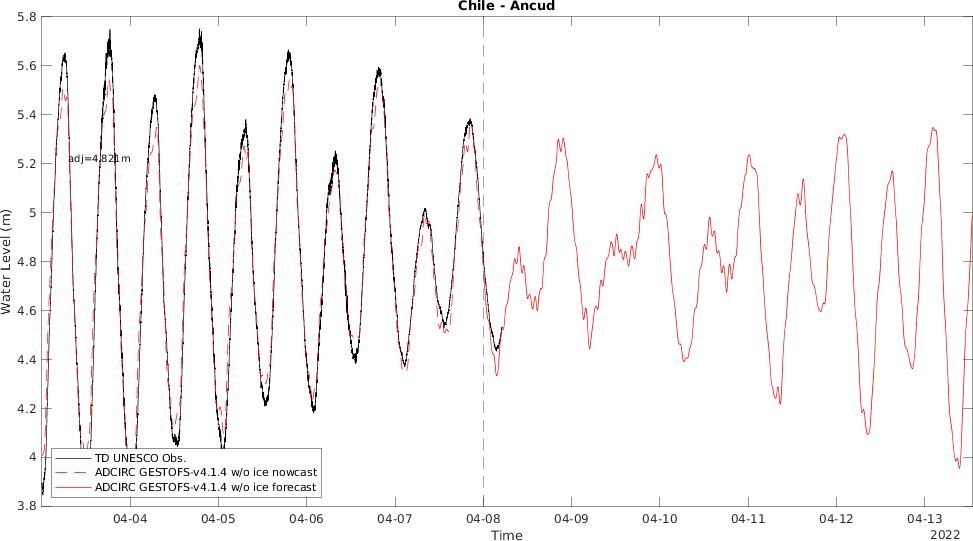 Chile - Ancud
5.8
5.6
5.4
5.2
5
4.8
4.6
4.4
4.2
4
3.8
Water Level (m)
adj=4.821m
TD UNESCO Obs.
ADCIRC GESTOFS-v4.1.4 w/o ice nowcast
ADCIRC GESTOFS-v4.1.4 w/o ice forecast
04-04 04-05 04-06 04-07 04-08 04-09 04-10 04-11 04-12 04-13
Time
2022